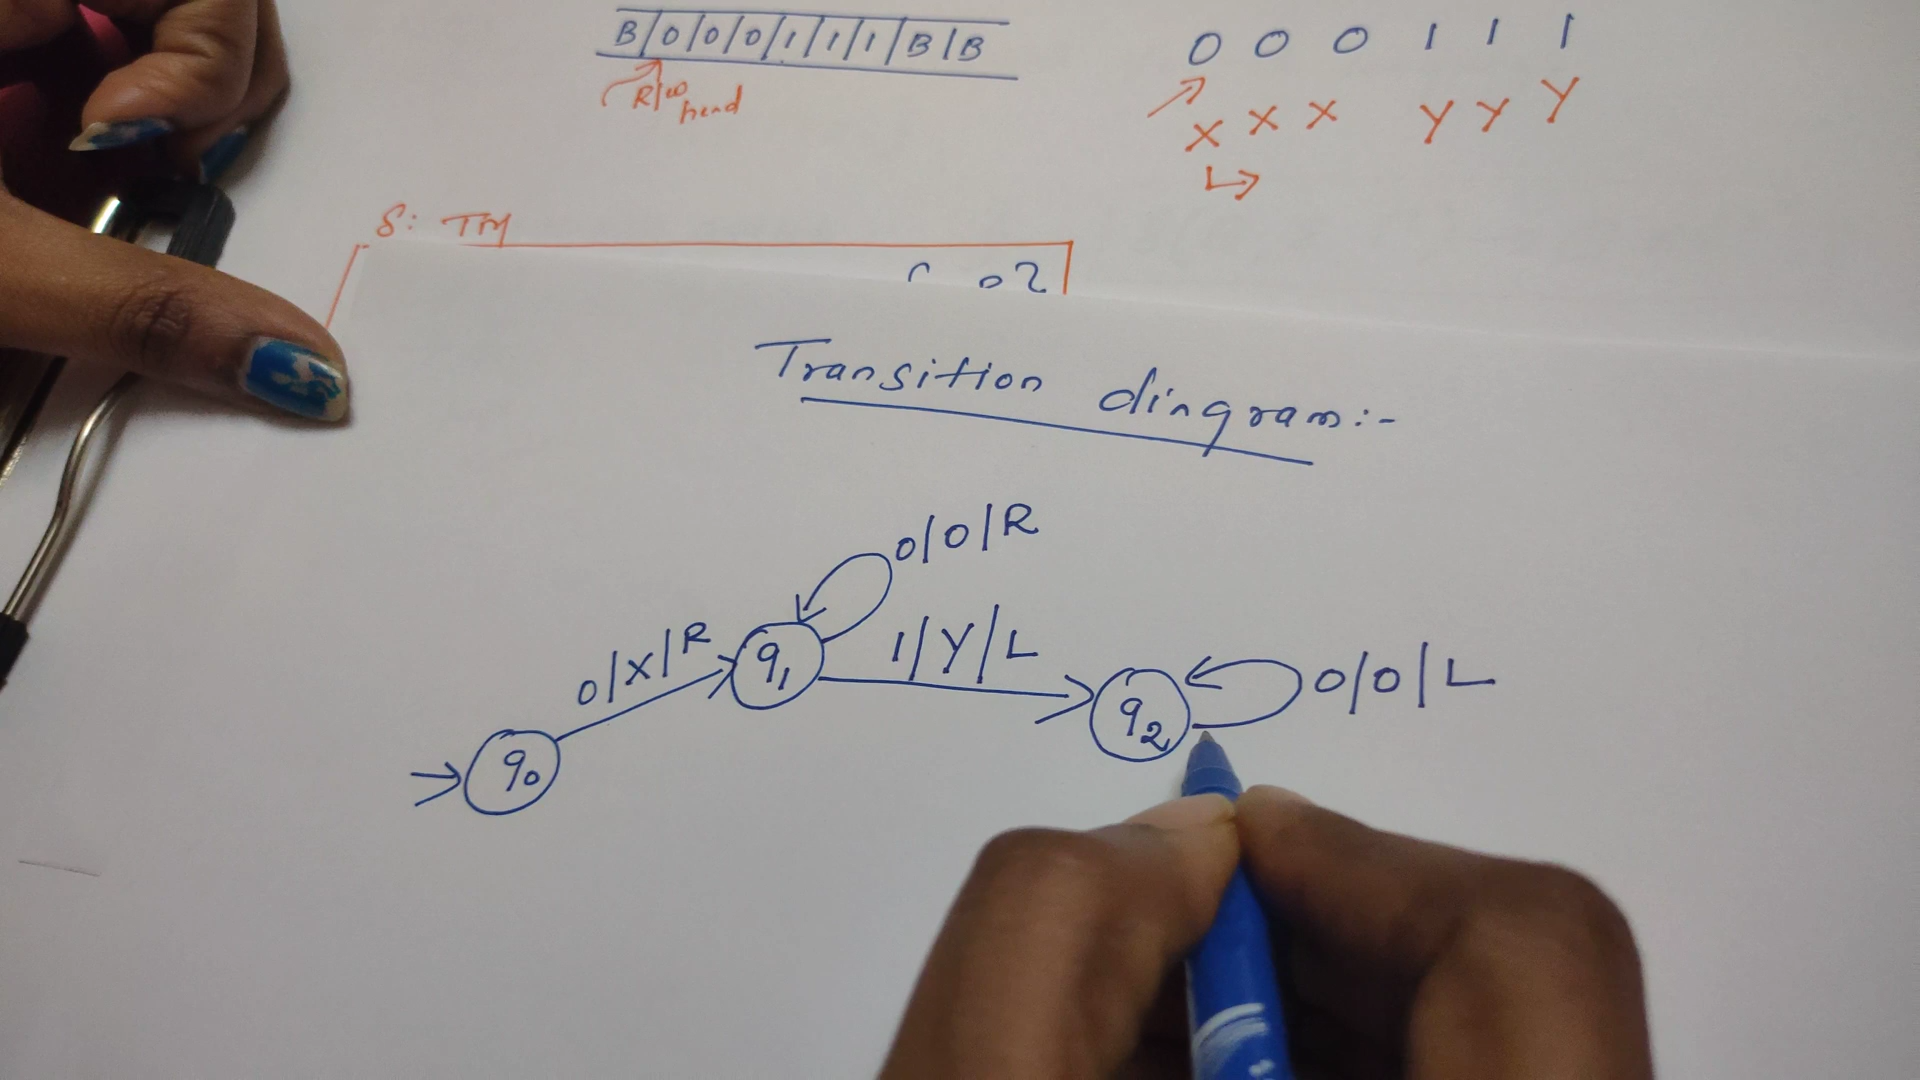 B/0/0/0/1/1/1/B/B
R/w head
0 0 0 1 1 1
X X X Y Y Y
δ: TM
Transition diagram:-
0/0/R
0/X/R
q1
1/Y/L
q2
0/0/L
q0